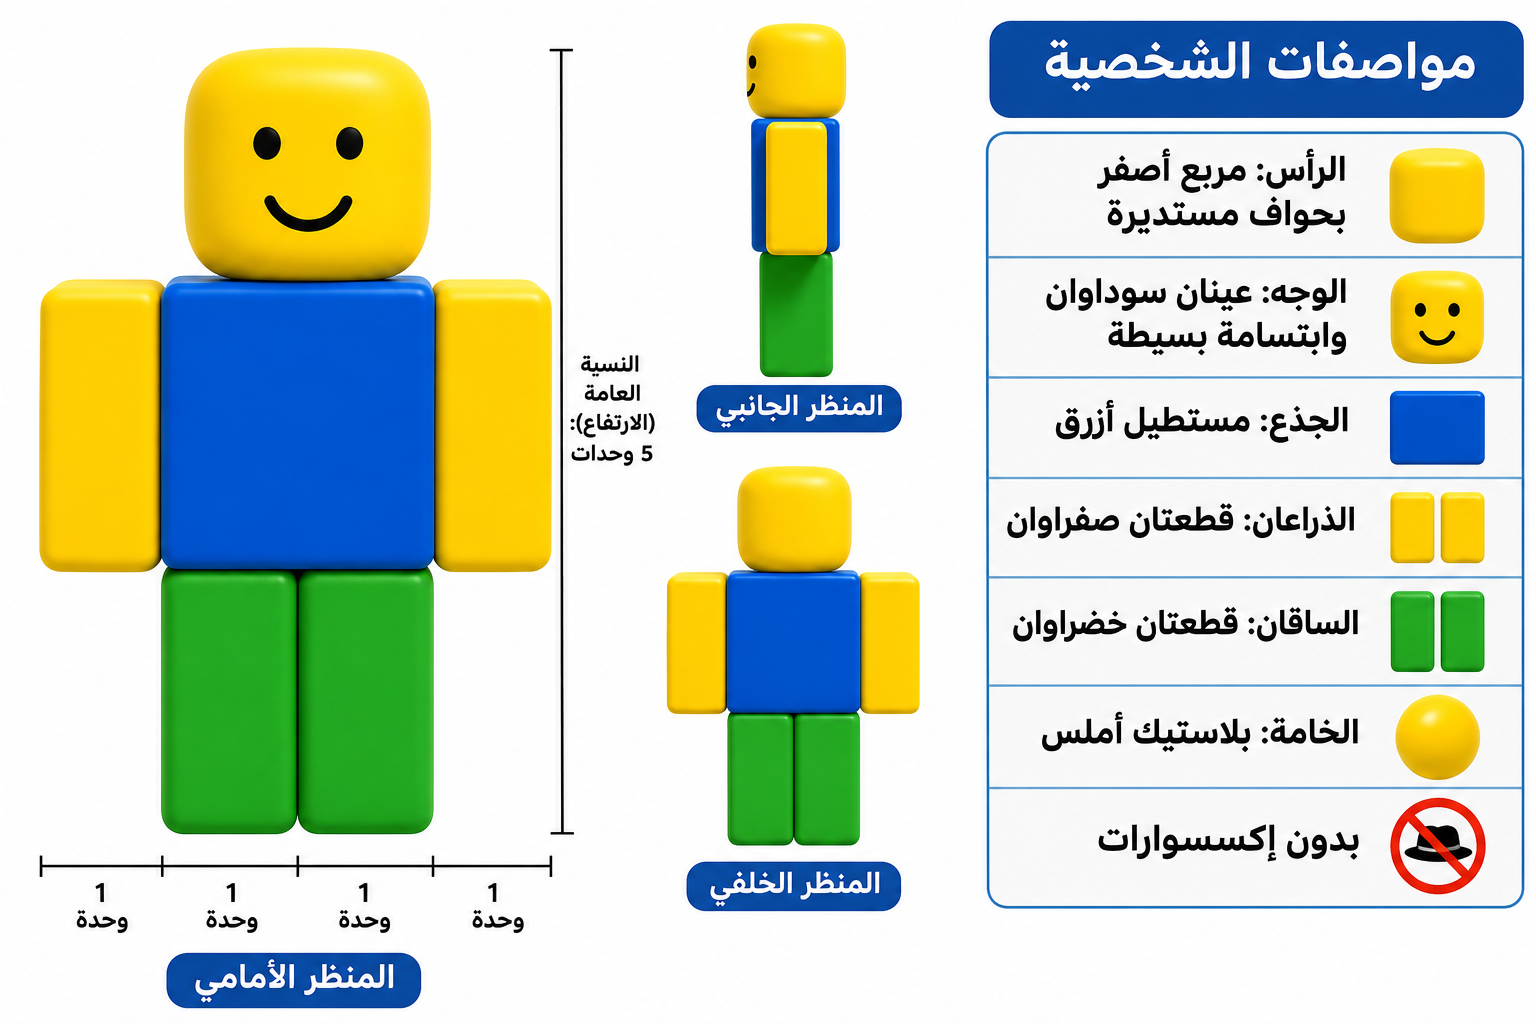 مواصفات الشخصية
الرأس: مربع أصفر
بحواف مستديرة
الوجه: عينان سوداوان
وابتسامة بسيطة
الجذع: مستطيل أزرق
الذراعان: قطعتان صفراوان
الساقان: قطعتان خضراوان
الخامة: بلاستيك أملس
بدون إكسسوارات
المنظر الجانبي
النسية
العامة
(الارتفاع):
5 وحدات
المنظر الخلفي
1
وحدة
1
وحدة
1
وحدة
1
وحدة
المنظر الأمامي